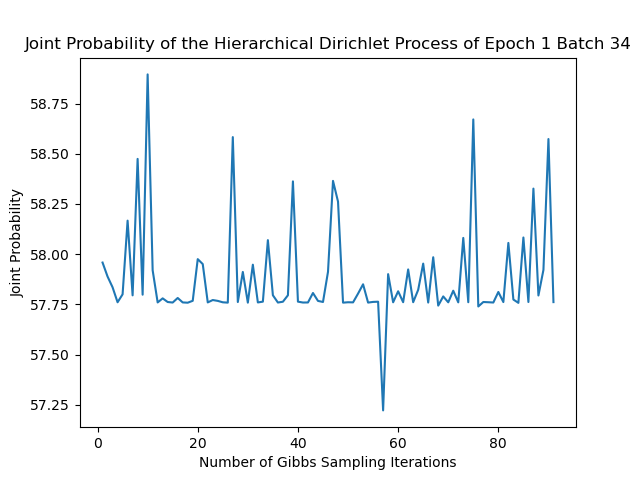 Joint Probability of the Hierarchical Dirichlet Process of Epoch 1 Batch 34
58.75
58.50
58.25
58.00
57.75
57.50
57.25
Joint Probability
0 20 40 60 80
Number of Gibbs Sampling Iterations